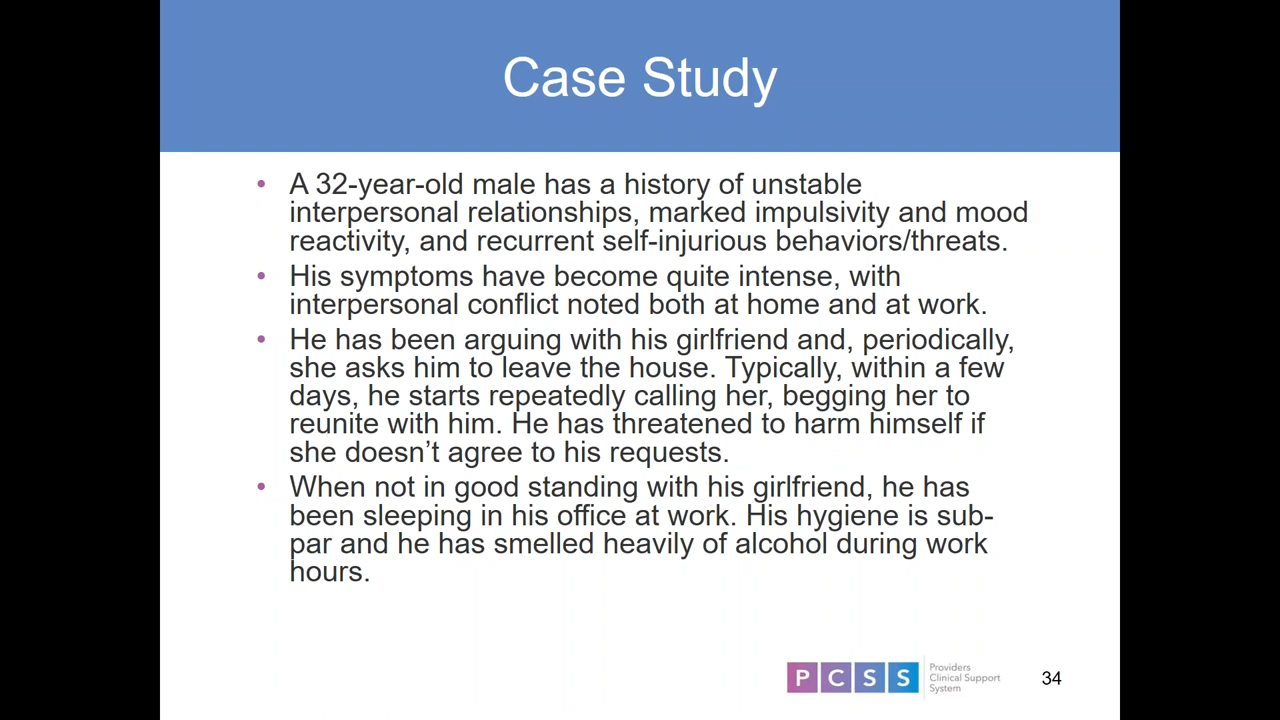 Case Study
• A 32-year-old male has a history of unstable
interpersonal relationships, marked impulsivity and mood
reactivity, and recurrent self-injurious behaviors/threats.
• His symptoms have become quite intense, with
interpersonal conflict noted both at home and at work.
• He has been arguing with his girlfriend and, periodically,
she asks him to leave the house. Typically, within a few
days, he starts repeatedly calling her, begging her to
reunite with him. He has threatened to harm himself if
she doesn’t agree to his requests.
• When not in good standing with his girlfriend, he has
been sleeping in his office at work. His hygiene is sub-
par and he has smelled heavily of alcohol during work
hours.
PCSS
Providers
Clinical Support
System
34